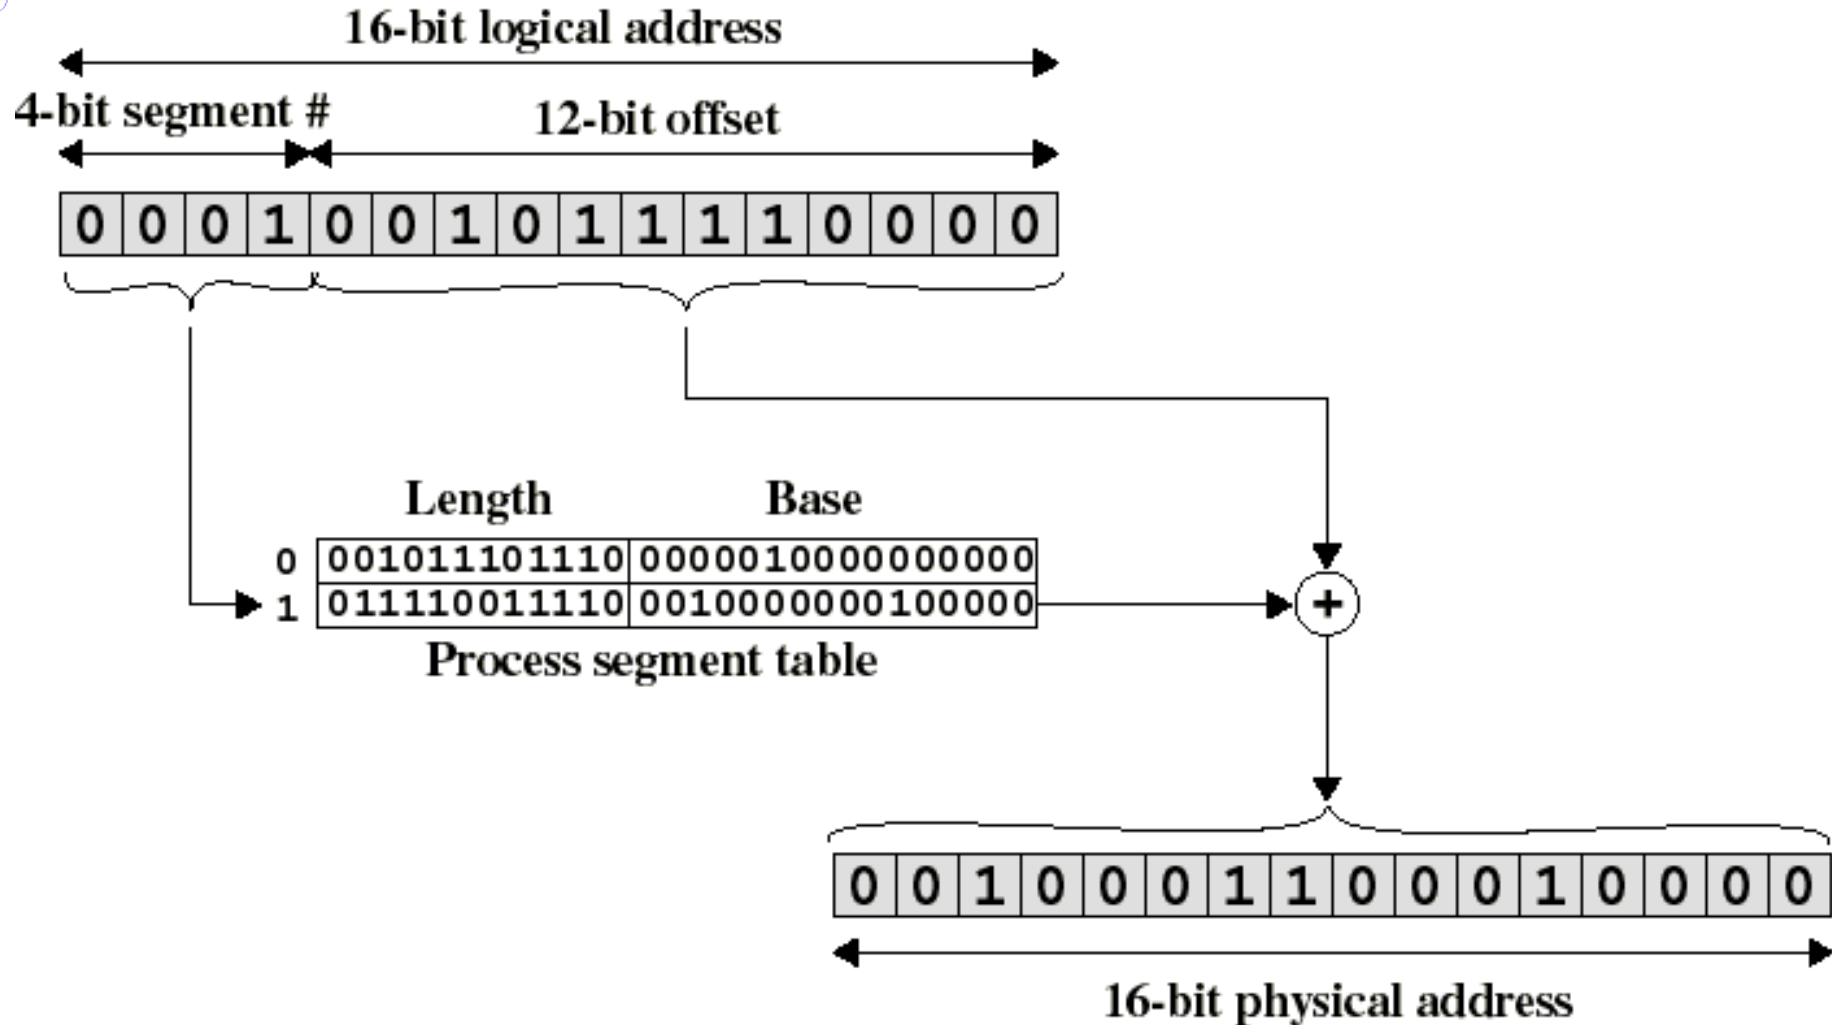 16-bit logical address
4-bit segment # 12-bit offset
0 0 0 1 0 0 1 0 1 1 1 1 0 0 0 0
Length Base
0 001011101110 0000010000000000
1 011110011110 0010000000100000
Process segment table
+
0 0 1 0 0 0 1 1 0 0 0 1 0 0 0 0
16-bit physical address